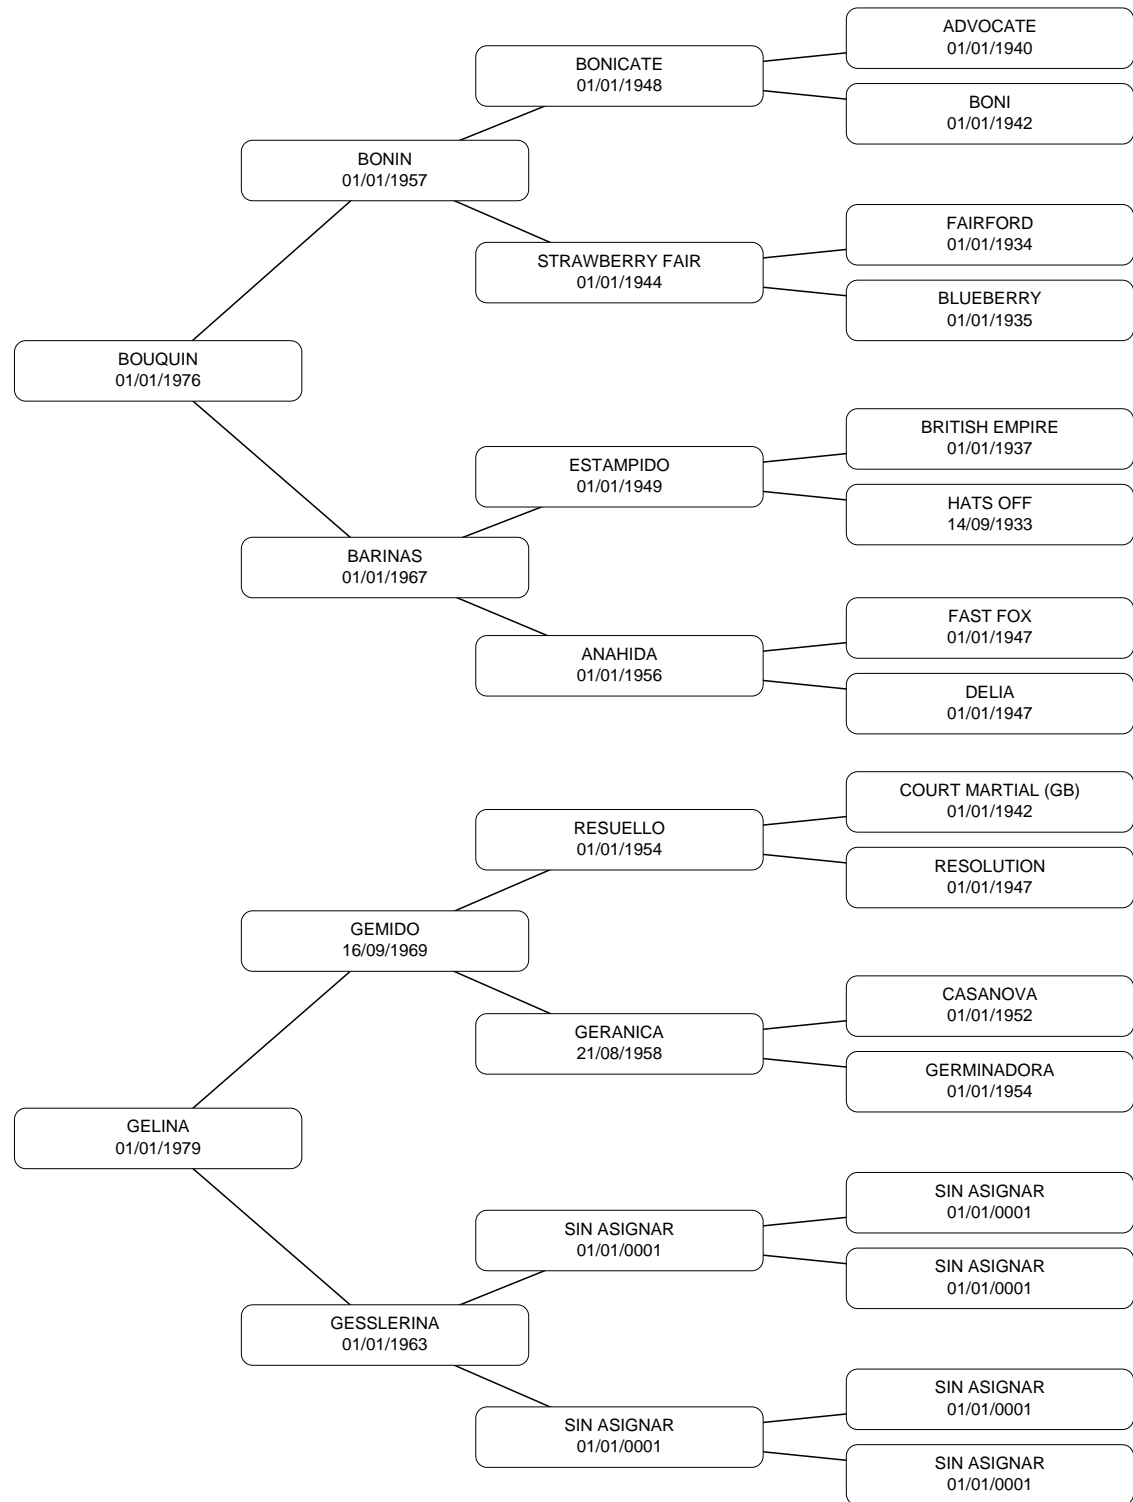 ADVOCATE
01/01/1940
BONICATE
01/01/1948
BONI
01/01/1942
BONIN
01/01/1957
FAIRFORD
01/01/1934
STRAWBERRY FAIR
01/01/1944
BLUEBERRY
01/01/1935
BOUQUIN
01/01/1976
BRITISH EMPIRE
01/01/1937
ESTAMPIDO
01/01/1949
HATS OFF
14/09/1933
BARINAS
01/01/1967
FAST FOX
01/01/1947
ANAHIDA
01/01/1956
DELIA
01/01/1947
COURT MARTIAL (GB)
01/01/1942
RESUELLO
01/01/1954
RESOLUTION
01/01/1947
GEMIDO
16/09/1969
CASANOVA
01/01/1952
GERANICA
21/08/1958
GERMINADORA
01/01/1954
GELINA
01/01/1979
SIN ASIGNAR
01/01/0001
SIN ASIGNAR
01/01/0001
SIN ASIGNAR
01/01/0001
GESSLERINA
01/01/1963
SIN ASIGNAR
01/01/0001
SIN ASIGNAR
01/01/0001
SIN ASIGNAR
01/01/0001